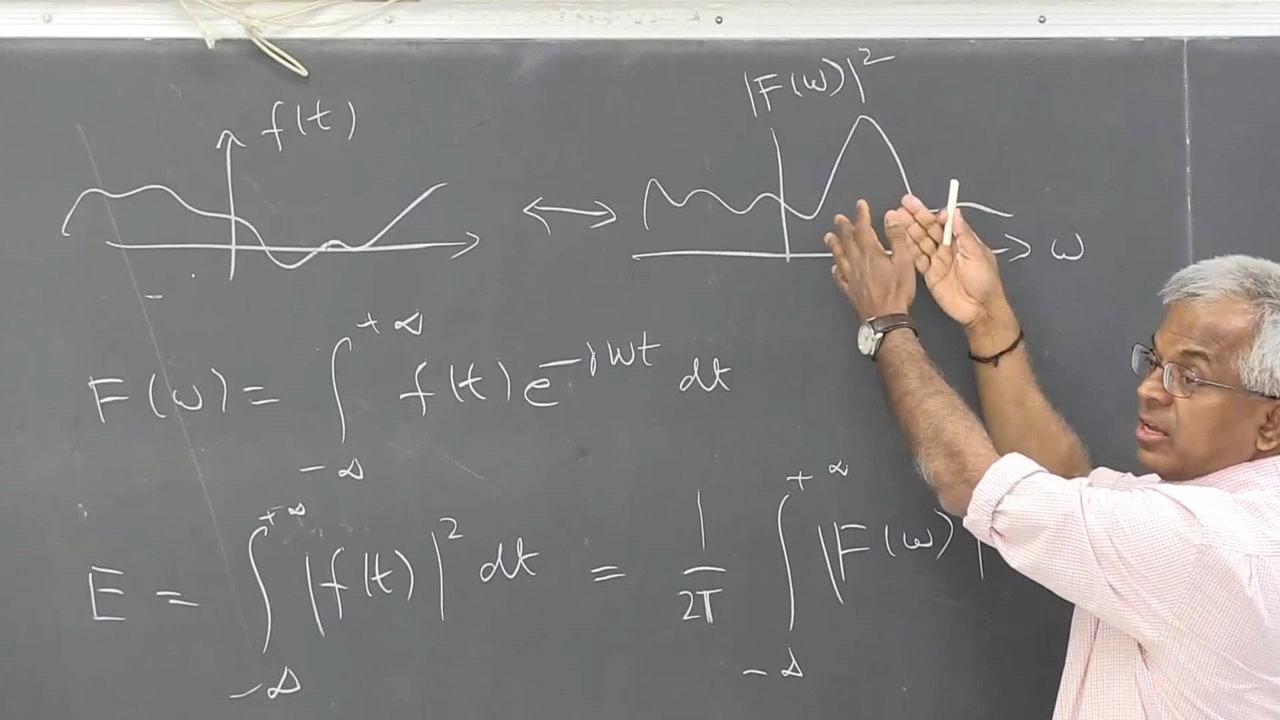 f(t)
|F(ω)|²
ω
F(ω) = ∫_{-∞}^{+∞} f(t) e^{-jωt} dt
E = ∫_{-∞}^{+∞} |f(t)|² dt = 1/2π ∫_{-∞}^{+∞} |F(ω)|